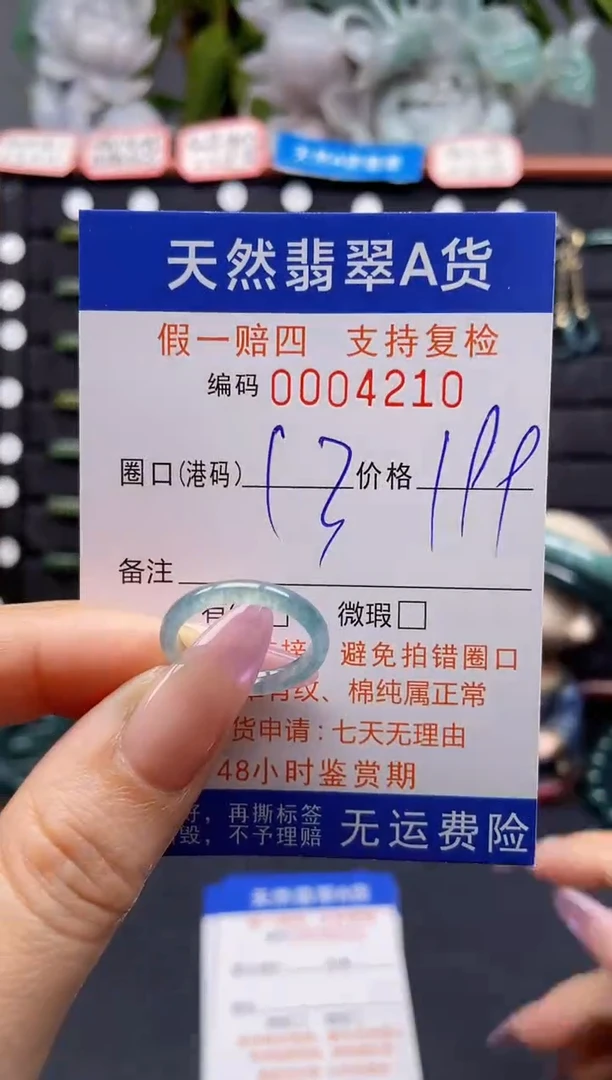 天然翡翠A货
假一赔四 支持复检
编码 0004210
圈口(港码) 13 价格 199
备注
微瑕
避免拍错圈口
纹、棉纯属正常
货申请:七天无理由
48小时鉴赏期
，再撕标签
毁，不予理赔
无运费险